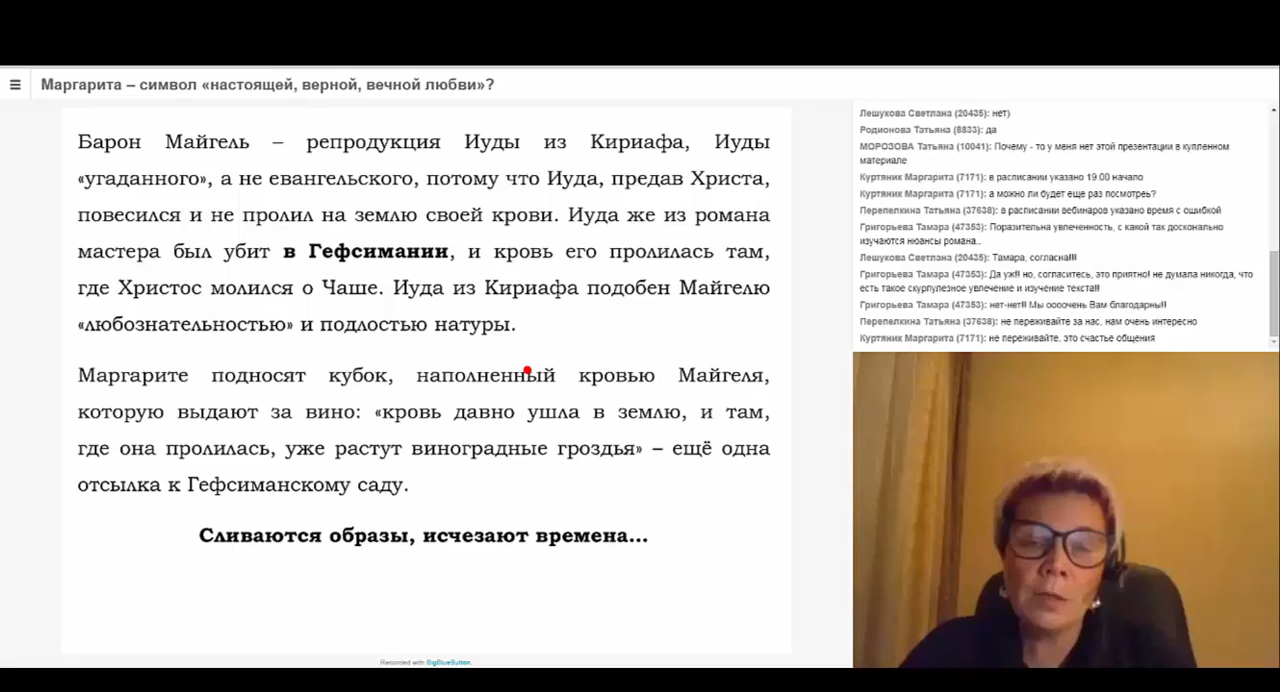 Маргарита – символ «настоящей, верной, вечной любви»?
Барон Майгель – репродукция Иуды из Кириафа, Иуды
«угаданного», а не евангельского, потому что Иуда, предав Христа,
повесился и не пролил на землю своей крови. Иуда же из романа
мастера был убит в Гефсимании, и кровь его пролилась там,
где Христос молился о Чаше. Иуда из Кириафа подобен Майгелю
«любознательностью» и подлостью натуры.
Маргарите подносят кубок, наполненный кровью Майгеля,
которую выдают за вино: «кровь давно ушла в землю, и там,
где она пролилась, уже растут виноградные гроздья» – ещё одна
отсылка к Гефсиманскому саду.
Сливаются образы, исчезают времена...
Recorded with BigBlueButton.
Лешукова Светлана (20435): нет)
Родионова Татьяна (8833): да
МОРОЗОВА Татьяна (10041): Почему - то у меня нет этой презентации в купленном
материале
Куртяник Маргарита (7171): в расписании указано 19.00 начало
Куртяник Маргарита (7171): а можно ли будет еще раз посмотреь?
Перепелкина Татьяна (37638): в расписании вебинаров указано время с ошибкой
Григорьева Тамара (47353): Поразительна увлеченность, с какой так досконально
изучаются нюансы романа..
Лешукова Светлана (20435): Тамара, согласна!!!
Григорьева Тамара (47353): Да уж!! но, согласитесь, это приятно! не думала никогда, что
есть такое скурпулезное увлечение и изучение текста!!
Григорьева Тамара (47353): нет-нет!! Мы оооочень Вам благодарны!!
Перепелкина Татьяна (37638): не переживайте за нас, нам очень интересно
Куртяник Маргарита (7171): не переживайте. это счастье общения